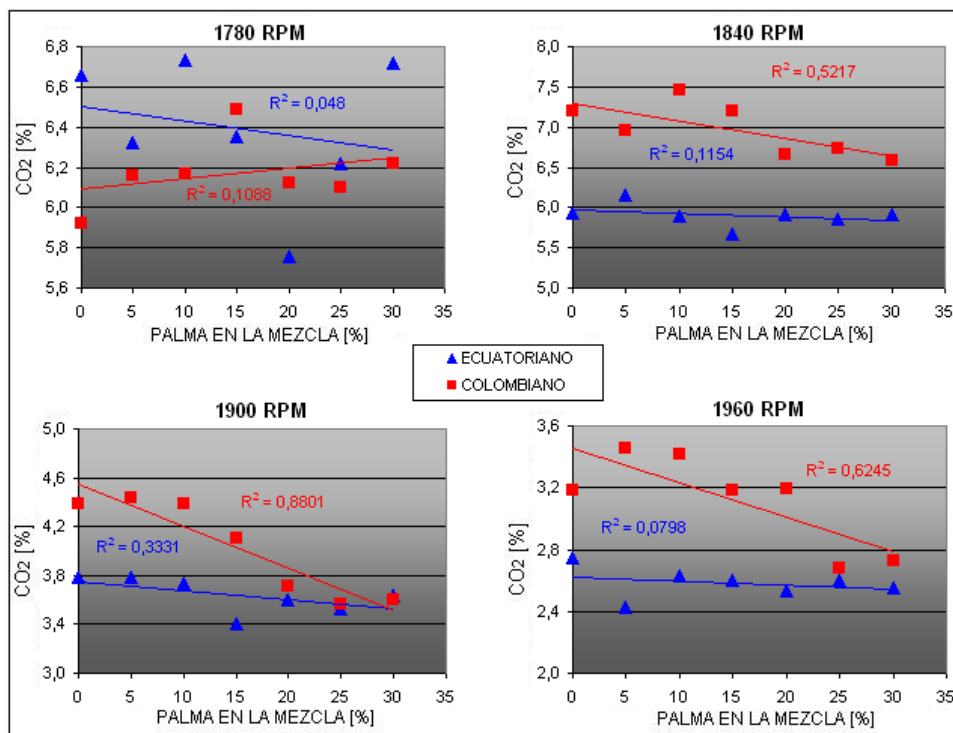 1780 RPM
CO2 [%]
6,8
6,6
6,4
6,2
6,0
5,8
5,6
R² = 0,048
R² = 0,1088
0 5 10 15 20 25 30 35
PALMA EN LA MEZCLA [%]
1840 RPM
CO2 [%]
8,0
7,5
7,0
6,5
6,0
5,5
5,0
R² = 0,5217
R² = 0,1154
0 5 10 15 20 25 30 35
PALMA EN LA MEZCLA [%]
ECUATORIANO
COLOMBIANO
1900 RPM
CO2 [%]
5,0
4,6
4,2
3,8
3,4
3,0
R² = 0,8801
R² = 0,3331
0 5 10 15 20 25 30 35
PALMA EN LA MEZCLA [%]
1960 RPM
CO2 [%]
3,6
3,2
2,8
2,4
2,0
R² = 0,6245
R² = 0,0798
0 5 10 15 20 25 30 35
PALMA EN LA MEZCLA [%]